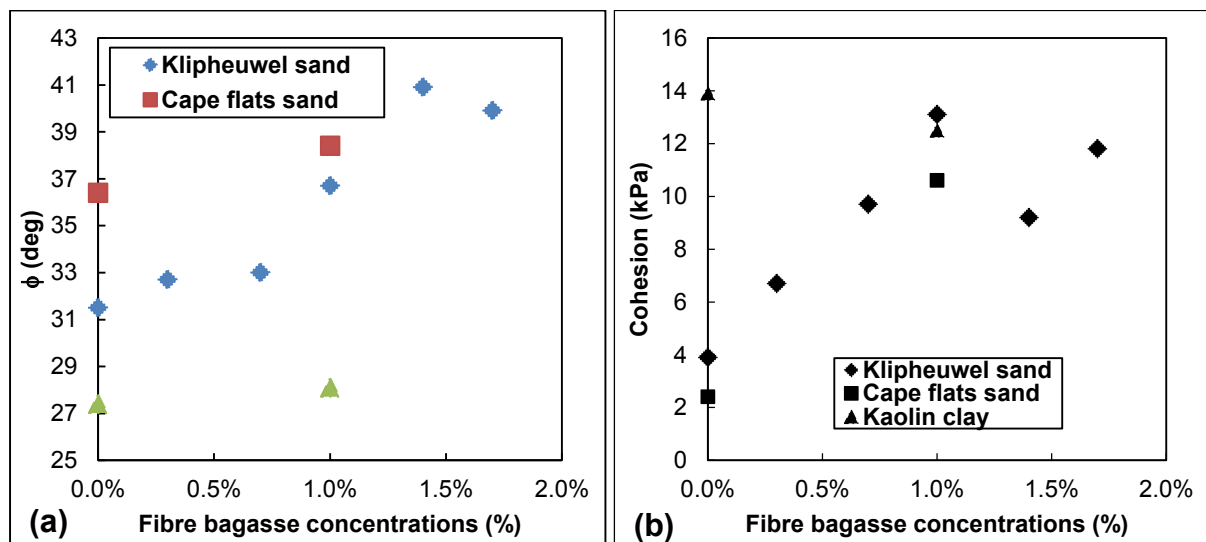 43
41
39
37
35
33
31
29
27
25
ϕ (deg)
Klipheuwel sand
Cape flats sand
0.0%
0.5%
1.0%
1.5%
2.0%
(a)
Fibre bagasse concentrations (%)
16
14
12
10
8
6
4
2
0
Cohesion (kPa)
Klipheuwel sand
Cape flats sand
Kaolin clay
0.0%
0.5%
1.0%
1.5%
2.0%
(b)
Fibre bagasse concentrations (%)